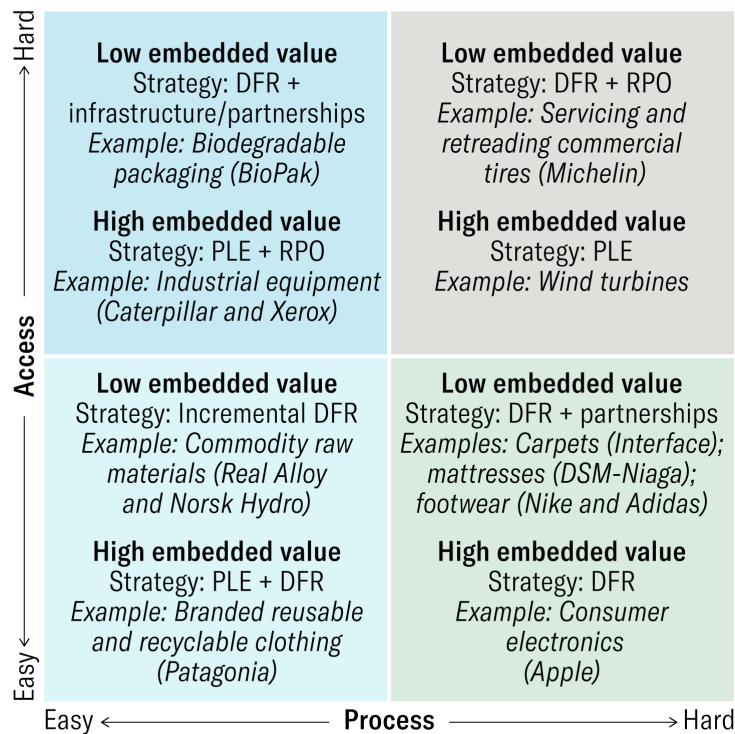 Hard
Access
Easy
Low embedded value
Strategy: DFR +
infrastructure/partnerships
Example: Biodegradable
packaging (BioPak)
High embedded value
Strategy: PLE + RPO
Example: Industrial equipment
(Caterpillar and Xerox)
Low embedded value
Strategy: DFR + RPO
Example: Servicing and
retreading commercial
tires (Michelin)
High embedded value
Strategy: PLE
Example: Wind turbines
Low embedded value
Strategy: Incremental DFR
Example: Commodity raw
materials (Real Alloy
and Norsk Hydro)
High embedded value
Strategy: PLE + DFR
Example: Branded reusable
and recyclable clothing
(Patagonia)
Low embedded value
Strategy: DFR + partnerships
Examples: Carpets (Interface);
mattresses (DSM-Niaga);
footwear (Nike and Adidas)
High embedded value
Strategy: DFR
Example: Consumer
electronics
(Apple)
Easy
Process
Hard